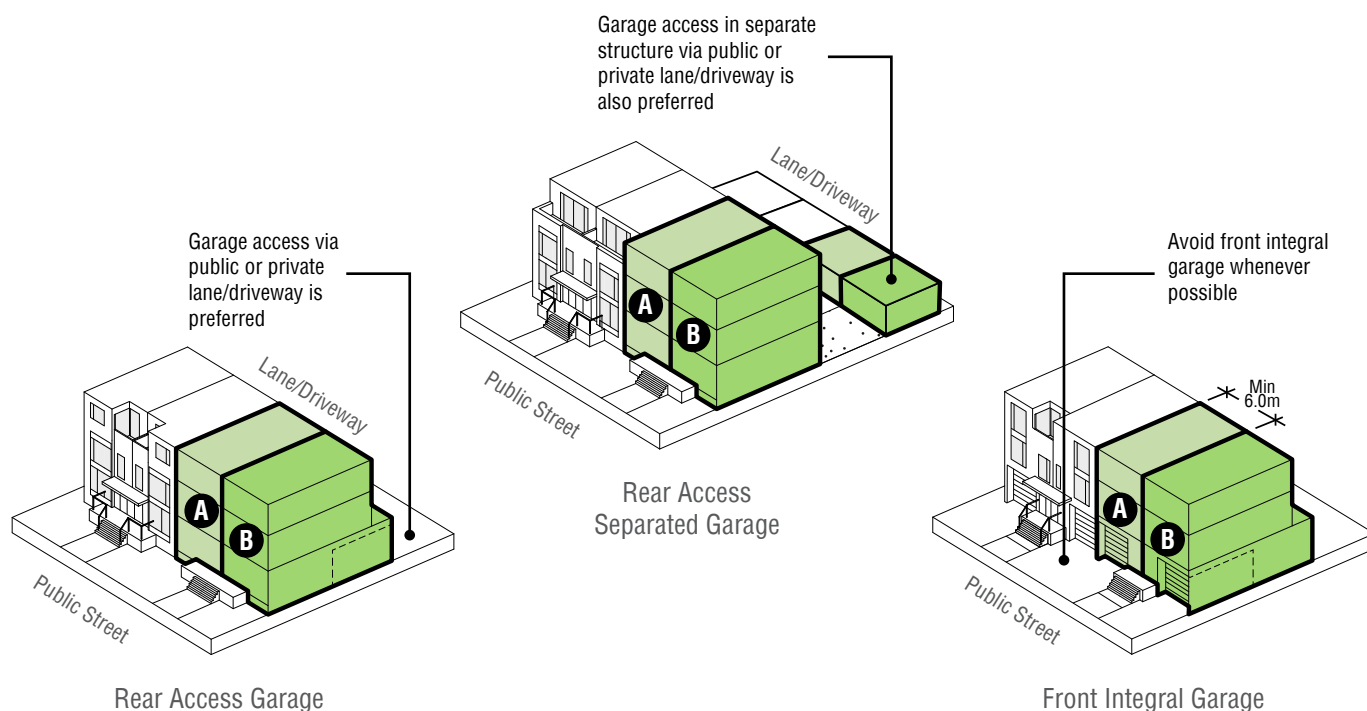 Garage access in separate
structure via public or
private lane/driveway is
also preferred
Lane/Driveway
A
B
Public Street
Rear Access
Separated Garage
Garage access via
public or private
lane/driveway is
preferred
Lane/Driveway
A
B
Public Street
Rear Access Garage
Avoid front integral
garage whenever
possible
Min
6.0m
A
B
Public Street
Front Integral Garage